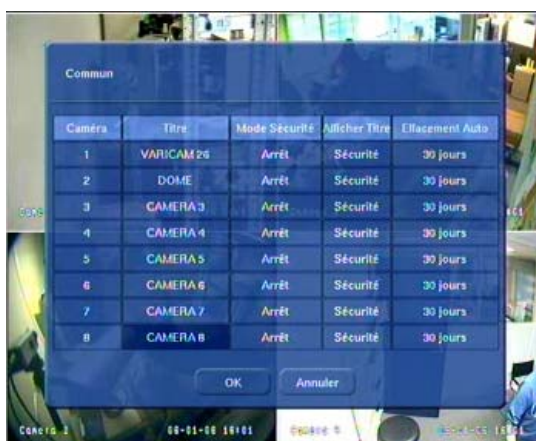 Commun
Caméra Titre Mode Sécurité Afficher Titre Effacement Auto
1 VARICAM 26 Arrêt Sécurité 30 jours
2 DOME Arrêt Sécurité 30 jours
3 CAMERA 3 Arrêt Sécurité 30 jours
4 CAMERA 4 Arrêt Sécurité 30 jours
5 CAMERA 5 Arrêt Sécurité 30 jours
6 CAMERA 6 Arrêt Sécurité 30 jours
7 CAMERA 7 Arrêt Sécurité 30 jours
8 CAMERA 8 Arrêt Sécurité 30 jours
OK Annuler
16:01